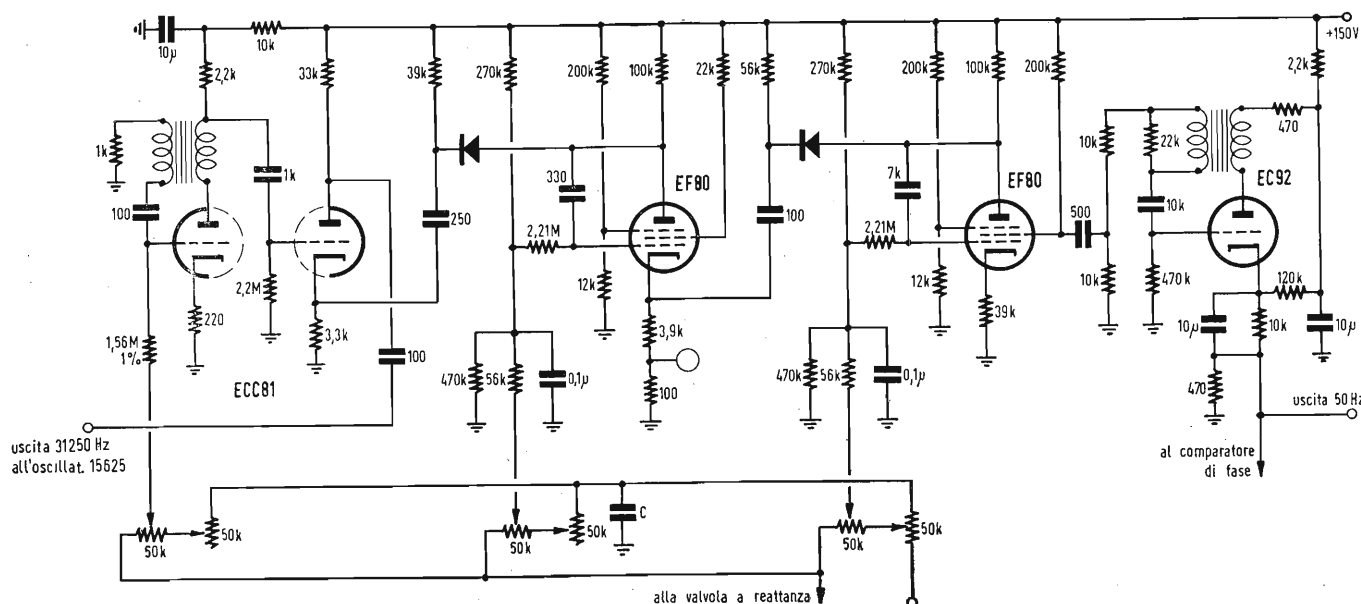 10µ
10k
+150V
2,2k
33k
39k
270k
200k
100k
22k
56k
270k
200k
100k
200k
2,2k
470
1k
1k
330
EF80
7k
EF80
10k
22k
EC92
100
250
100
500
10k
2,21M
2,21M
2,2M
12k
12k
10k
470k
120k
220
3,3k
3,9k
39k
10µ
10k
10µ
1,56M
1%
100
ECC81
470k
56k
0,1µ
100
470k
56k
0,1µ
470
uscita 31250 Hz
all'oscillat. 15625
uscita 50 Hz
al comparatore
di fase
50k
50k
50k
50k
C
50k
50k
alla valvola a reattanza